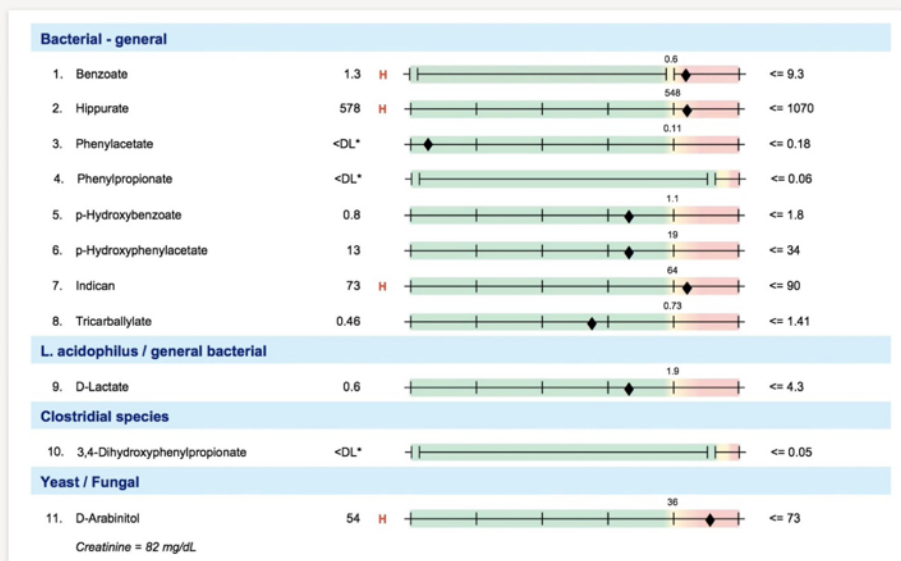 Bacterial - general
0.6
1. Benzoate 1.3 H <= 9.3
548
2. Hippurate 578 H <= 1070
0.11
3. Phenylacetate <DL* <= 0.18
4. Phenylpropionate <DL* <= 0.06
1.1
5. p-Hydroxybenzoate 0.8 <= 1.8
19
6. p-Hydroxyphenylacetate 13 <= 34
64
7. Indican 73 H <= 90
0.73
8. Tricarballylate 0.46 <= 1.41
L. acidophilus / general bacterial
1.9
9. D-Lactate 0.6 <= 4.3
Clostridial species
10. 3,4-Dihydroxyphenylpropionate <DL* <= 0.05
Yeast / Fungal
36
11. D-Arabinitol 54 H <= 73
Creatinine = 82 mg/dL